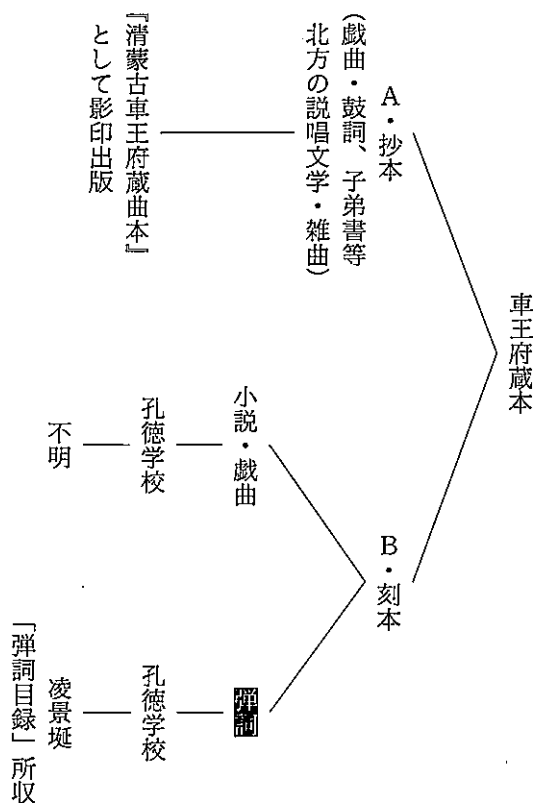 車王府蔵本
A・抄本
(戯曲・鼓詞、子弟書等
北方の説唱文学・雑曲)
『清蒙古車王府蔵曲本』
として影印出版
B・刻本
小説・戯曲
孔徳学校
不明
弾詞
孔徳学校
凌景埏
「弾詞目録」所収